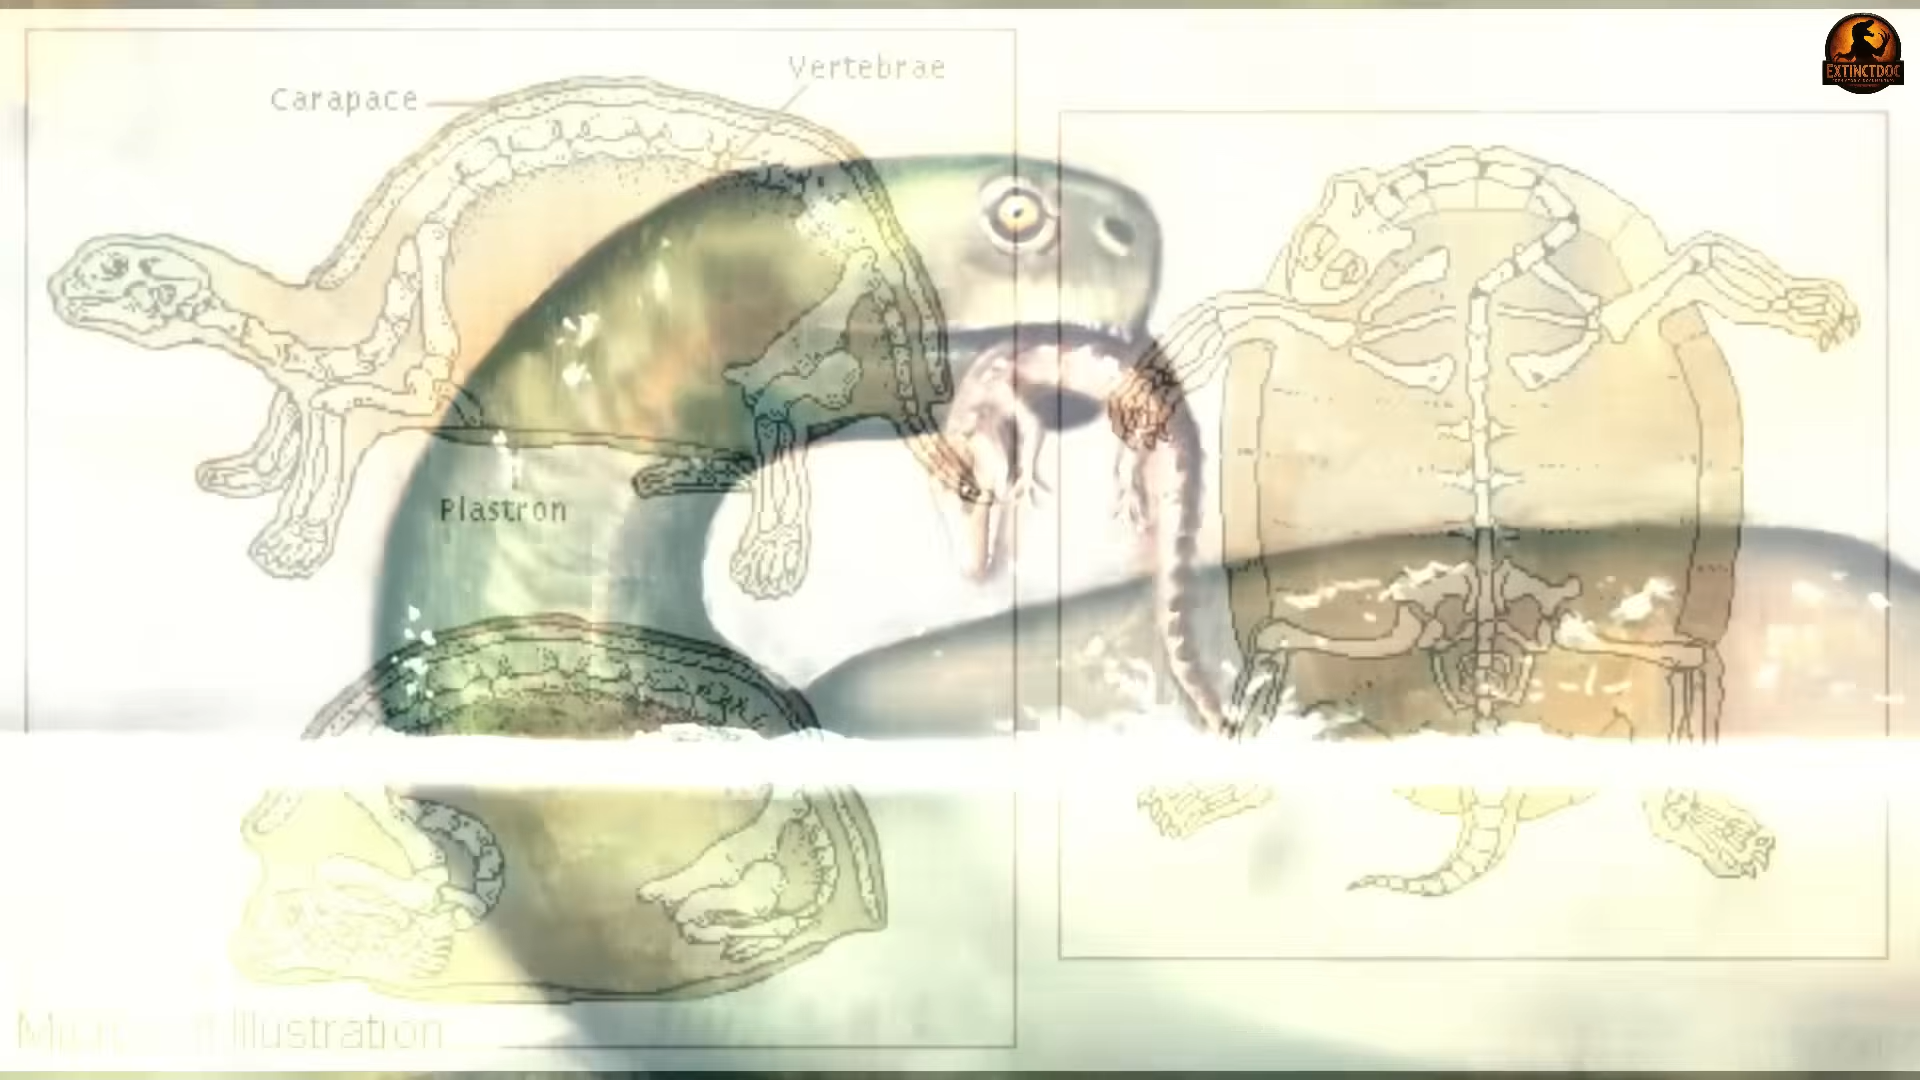 Vertebrae
Carapace
EXTINCTDOC
Plastron
Illustration